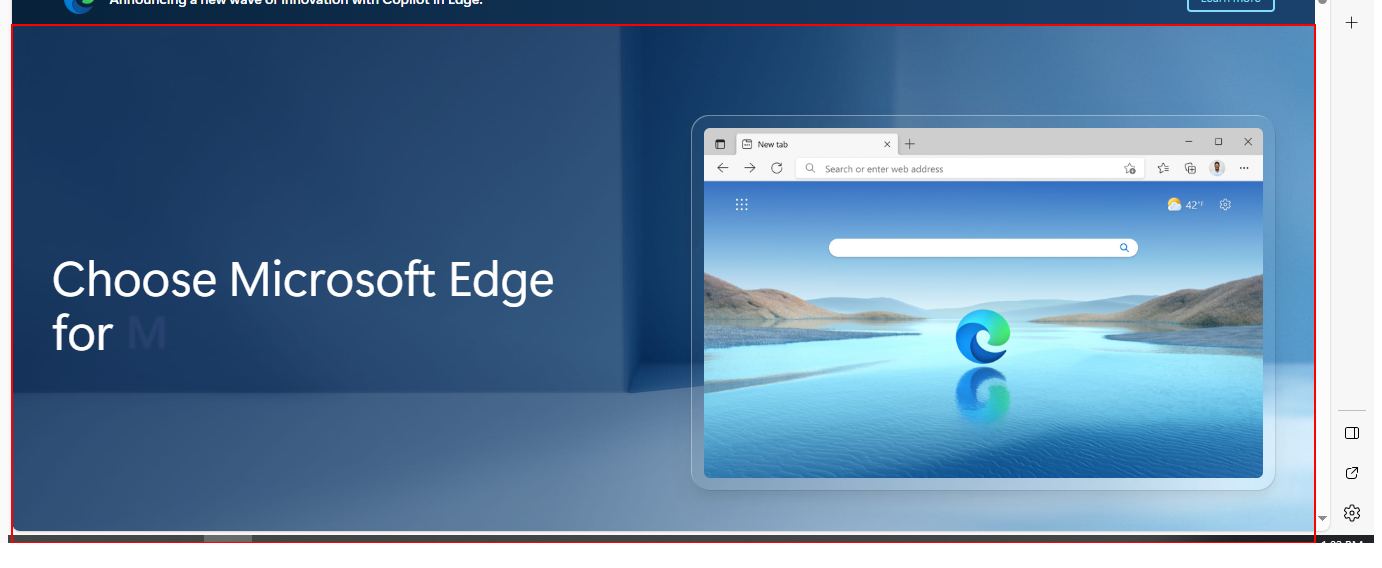 Announcing a new wave of innovation with Copilot in Edge.
Learn more
New tab
Search or enter web address
42°F
Choose Microsoft Edge
for M